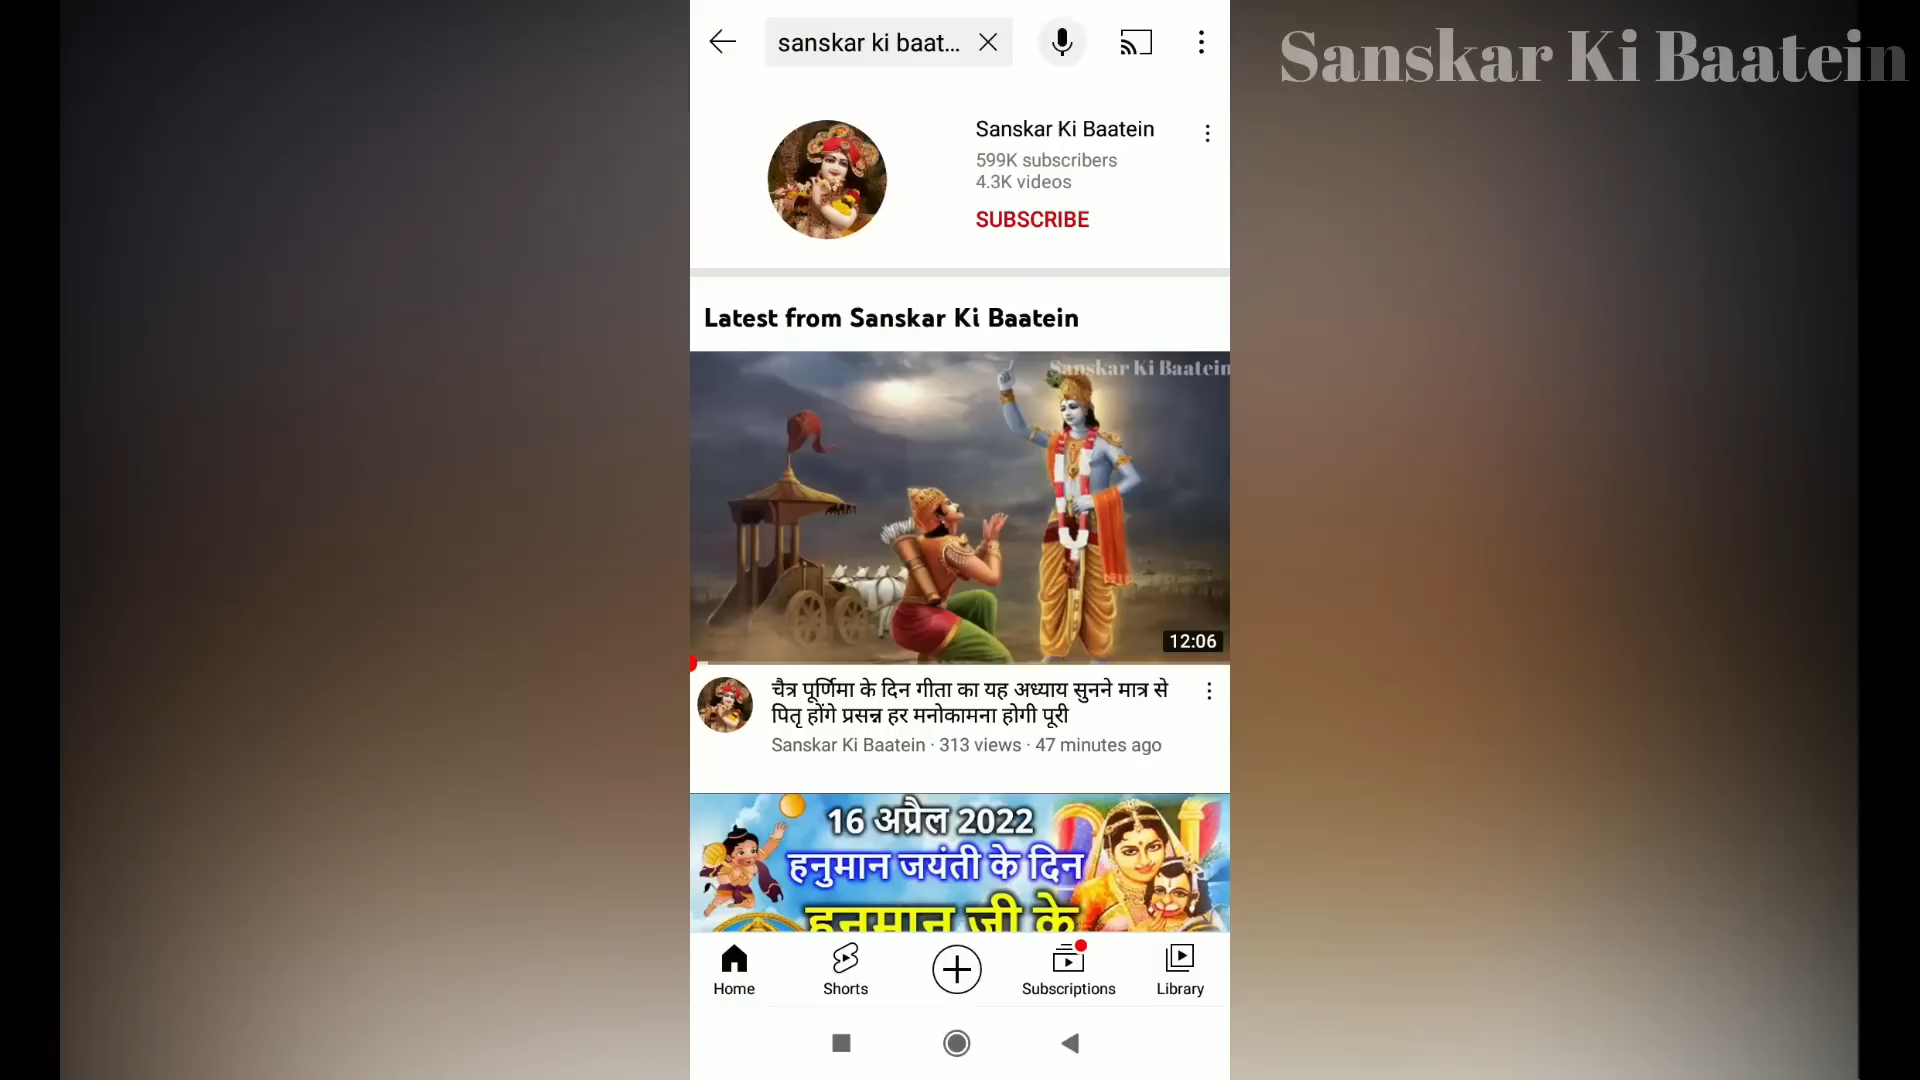 sanskar ki baat...
Sanskar Ki Baatein
Sanskar Ki Baatein
599K subscribers
4.3K videos
SUBSCRIBE
Latest from Sanskar Ki Baatein
Sanskar Ki Baatein
12:06
चैत्र पूर्णिमा के दिन गीता का यह अध्याय सुनने मात्र से
पितृ होंगे प्रसन्न हर मनोकामना होगी पूरी
Sanskar Ki Baatein · 313 views · 47 minutes ago
16 अप्रैल 2022
हनुमान जयंती के दिन
हनुमान जी के
Home
Shorts
Subscriptions
Library